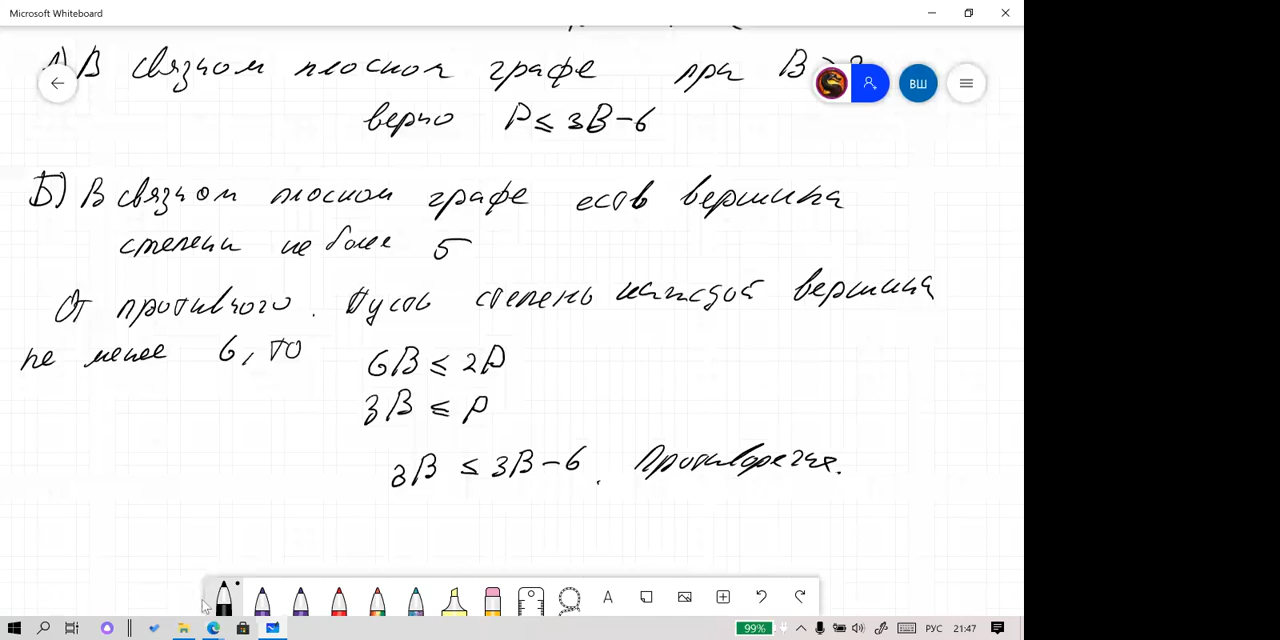 Microsoft Whiteboard
А) В связном плоском графе при В >
верно Р ≤ 3В - 6
ВШ
Б) В связном плоском графе есть вершина
степени не более 5
От противного. Пусть степень каждой вершина
не менее 6, то
6В ≤ 2Р
3В ≤ Р
3В ≤ 3В - 6. Противоречие.
A
99% РУС 21:47